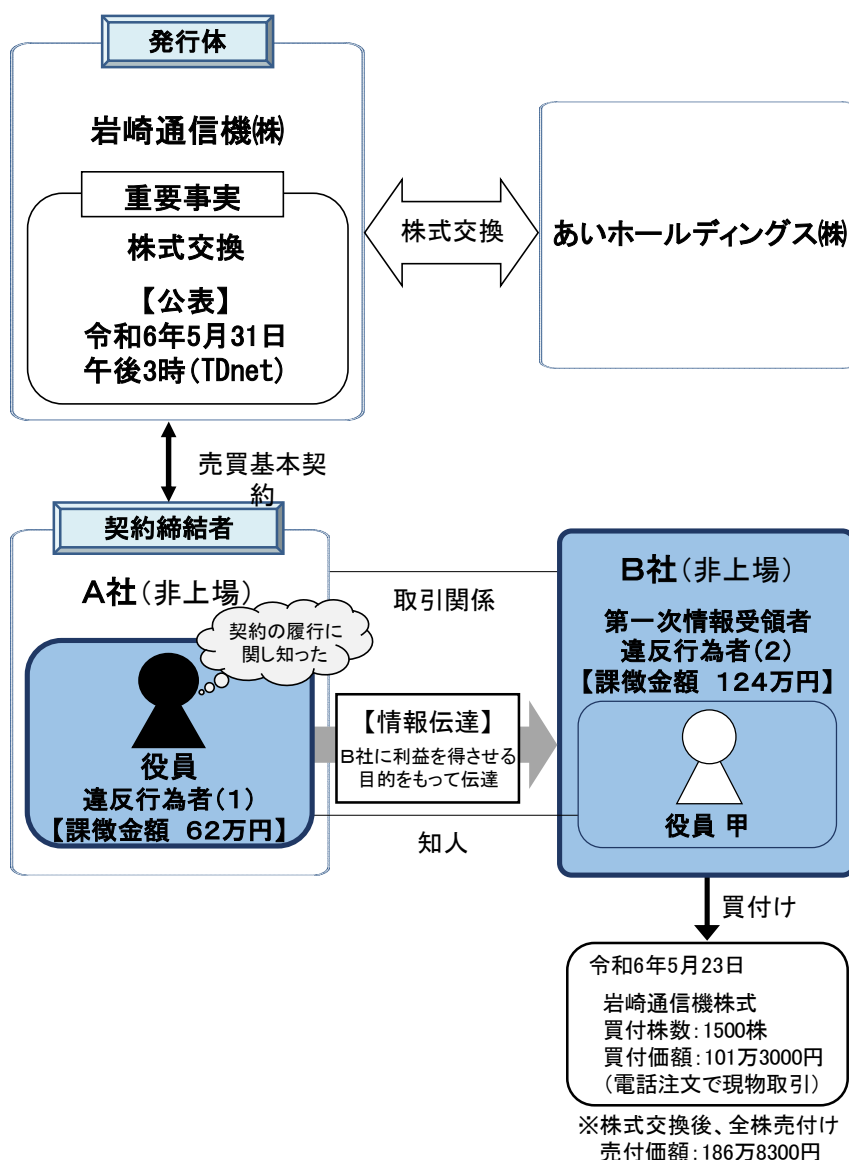 発行体
岩崎通信機㈱
重要事実
株式交換
【公表】
令和6年5月31日
午後3時(TDnet)
株式交換
あいホールディングス㈱
売買基本契
約
契約締結者
A社(非上場)
契約の履行に
関し知った
役員
違反行為者(1)
【課徴金額 62万円】
取引関係
【情報伝達】
B社に利益を得させる
目的をもって伝達
知人
B社(非上場)
第一次情報受領者
違反行為者(2)
【課徴金額 124万円】
役員 甲
買付け
令和6年5月23日
岩崎通信機株式
買付株数:1500株
買付価額:101万3000円
(電話注文で現物取引)
※株式交換後、全株売付け
売付価額:186万8300円